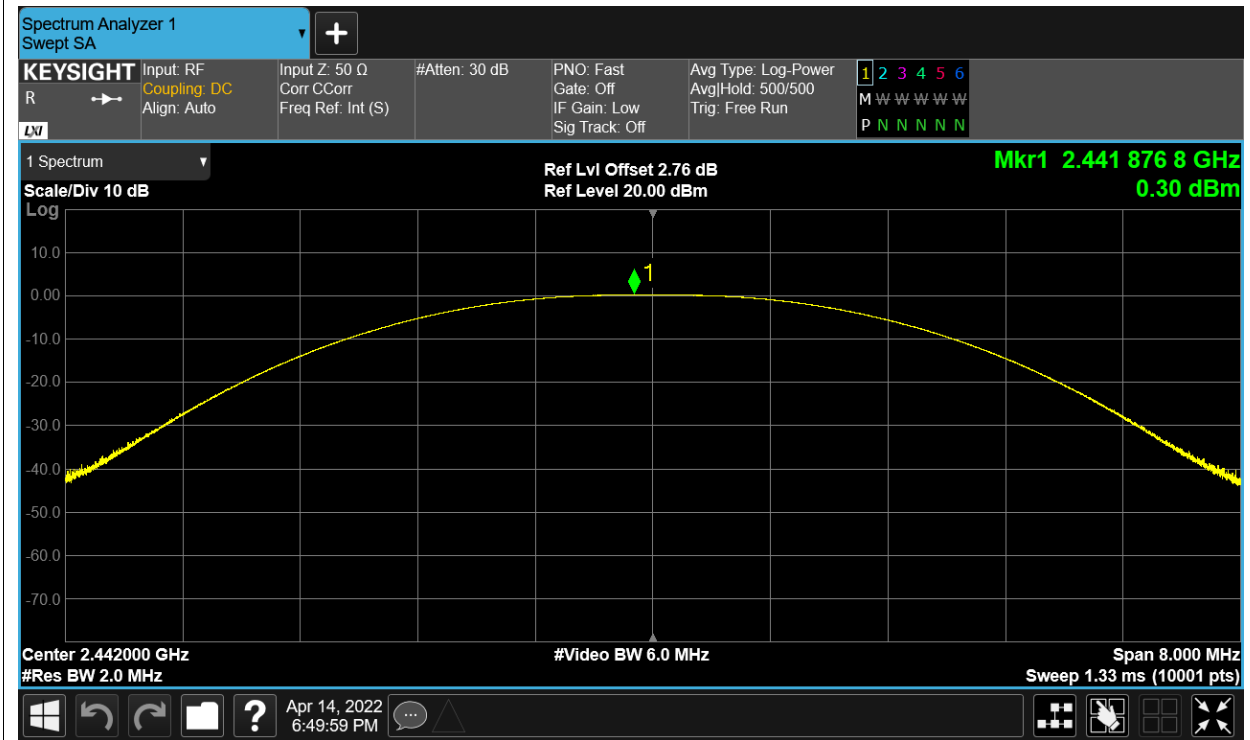 Spectrum Analyzer 1
Swept SA
+
KEYSIGHT Input: RF Input Z: 50 Ω #Atten: 30 dB PNO: Fast Avg Type: Log-Power 1 2 3 4 5 6
R Coupling: DC Corr CCorr Gate: Off Avg|Hold: 500/500 M W W W W W
Align: Auto Freq Ref: Int (S) IF Gain: Low Trig: Free Run
LXI Sig Track: Off P N N N N N
1 Spectrum Ref Lvl Offset 2.76 dB Mkr1 2.441 876 8 GHz
Scale/Div 10 dB Ref Level 20.00 dBm 0.30 dBm
Log
10.0
1
0.00
-10.0
-20.0
-30.0
-40.0
-50.0
-60.0
-70.0
Center 2.442000 GHz #Video BW 6.0 MHz Span 8.000 MHz
#Res BW 2.0 MHz Sweep 1.33 ms (10001 pts)
? Apr 14, 2022
6:49:59 PM